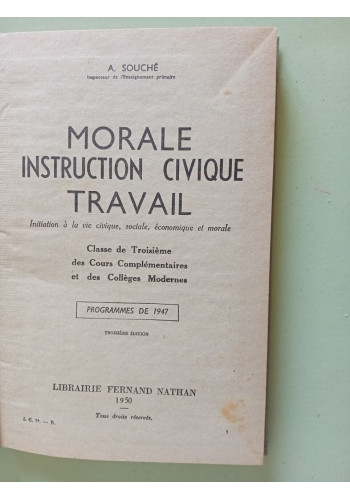 A. SOUCHÉ
Inspecteur de l'Enseignement primaire
MORALE
INSTRUCTION CIVIQUE
TRAVAIL
Initiation à la vie civique, sociale, économique et morale
Classe de Troisième
des Cours Complémentaires
et des Collèges Modernes
PROGRAMMES DE 1947
TROISIÈME ÉDITION
LIBRAIRIE FERNAND NATHAN
1950
Tous droits réservés.
1